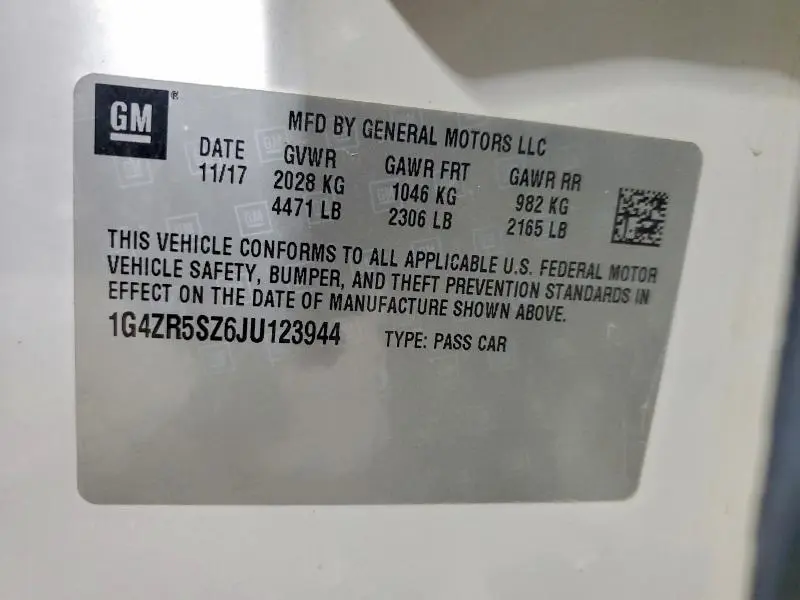 GM®
MFD BY GENERAL MOTORS LLC
DATE GVWR GAWR FRT GAWR RR
11/17 2028 KG 1046 KG 982 KG
4471 LB 2306 LB 2165 LB
THIS VEHICLE CONFORMS TO ALL APPLICABLE U.S. FEDERAL MOTOR
VEHICLE SAFETY, BUMPER, AND THEFT PREVENTION STANDARDS IN
EFFECT ON THE DATE OF MANUFACTURE SHOWN ABOVE.
1G4ZR5SZ6JU123944 TYPE: PASS CAR